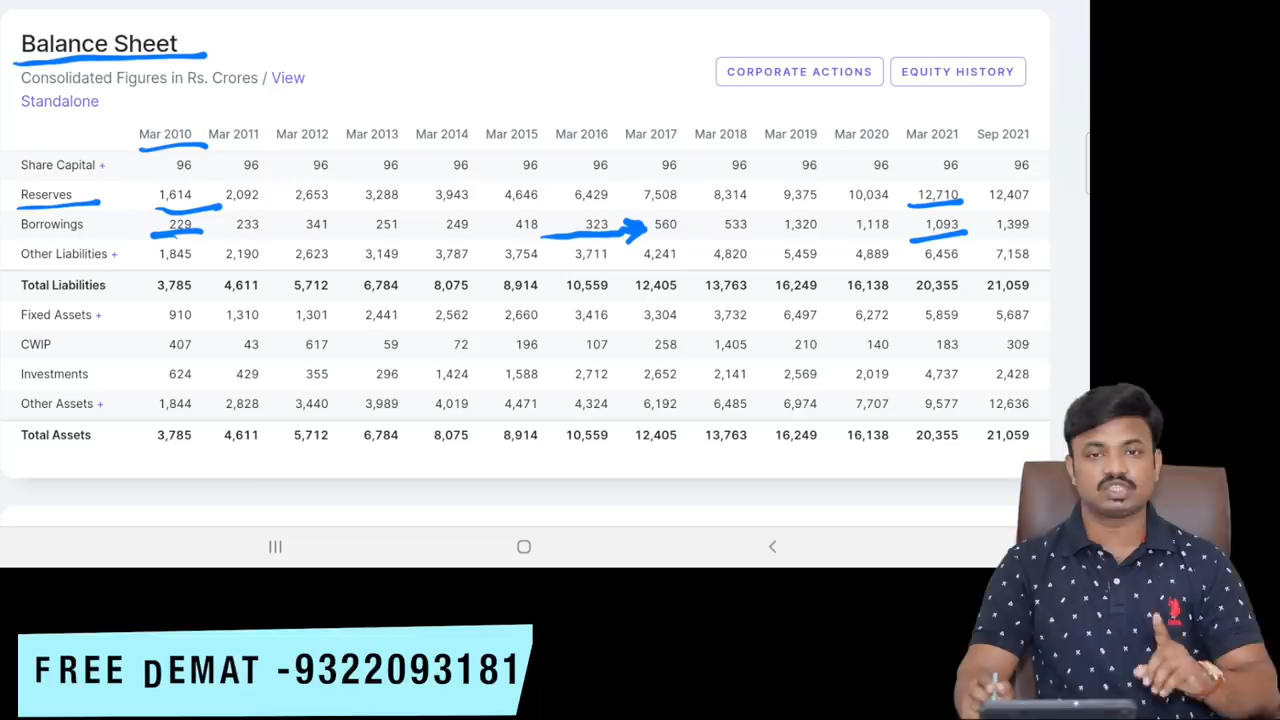 Balance Sheet
Consolidated Figures in Rs. Crores / View
Standalone
CORPORATE ACTIONS
EQUITY HISTORY
Mar 2010 Mar 2011 Mar 2012 Mar 2013 Mar 2014 Mar 2015 Mar 2016 Mar 2017 Mar 2018 Mar 2019 Mar 2020 Mar 2021 Sep 2021
Share Capital + 96 96 96 96 96 96 96 96 96 96 96 96 96
Reserves 1,614 2,092 2,653 3,288 3,943 4,646 6,429 7,508 8,314 9,375 10,034 12,710 12,407
Borrowings 229 233 341 251 249 418 323 560 533 1,320 1,118 1,093 1,399
Other Liabilities + 1,845 2,190 2,623 3,149 3,787 3,754 3,711 4,241 4,820 5,459 4,889 6,456 7,158
Total Liabilities 3,785 4,611 5,712 6,784 8,075 8,914 10,559 12,405 13,763 16,249 16,138 20,355 21,059
Fixed Assets + 910 1,310 1,301 2,441 2,562 2,660 3,416 3,304 3,732 6,497 6,272 5,859 5,687
CWIP 407 43 617 59 72 196 107 258 1,405 210 140 183 309
Investments 624 429 355 296 1,424 1,588 2,712 2,652 2,141 2,569 2,019 4,737 2,428
Other Assets + 1,844 2,828 3,440 3,989 4,019 4,471 4,324 6,192 6,485 6,974 7,707 9,577 12,636
Total Assets 3,785 4,611 5,712 6,784 8,075 8,914 10,559 12,405 13,763 16,249 16,138 20,355 21,059
FREE DEMAT -9322093181